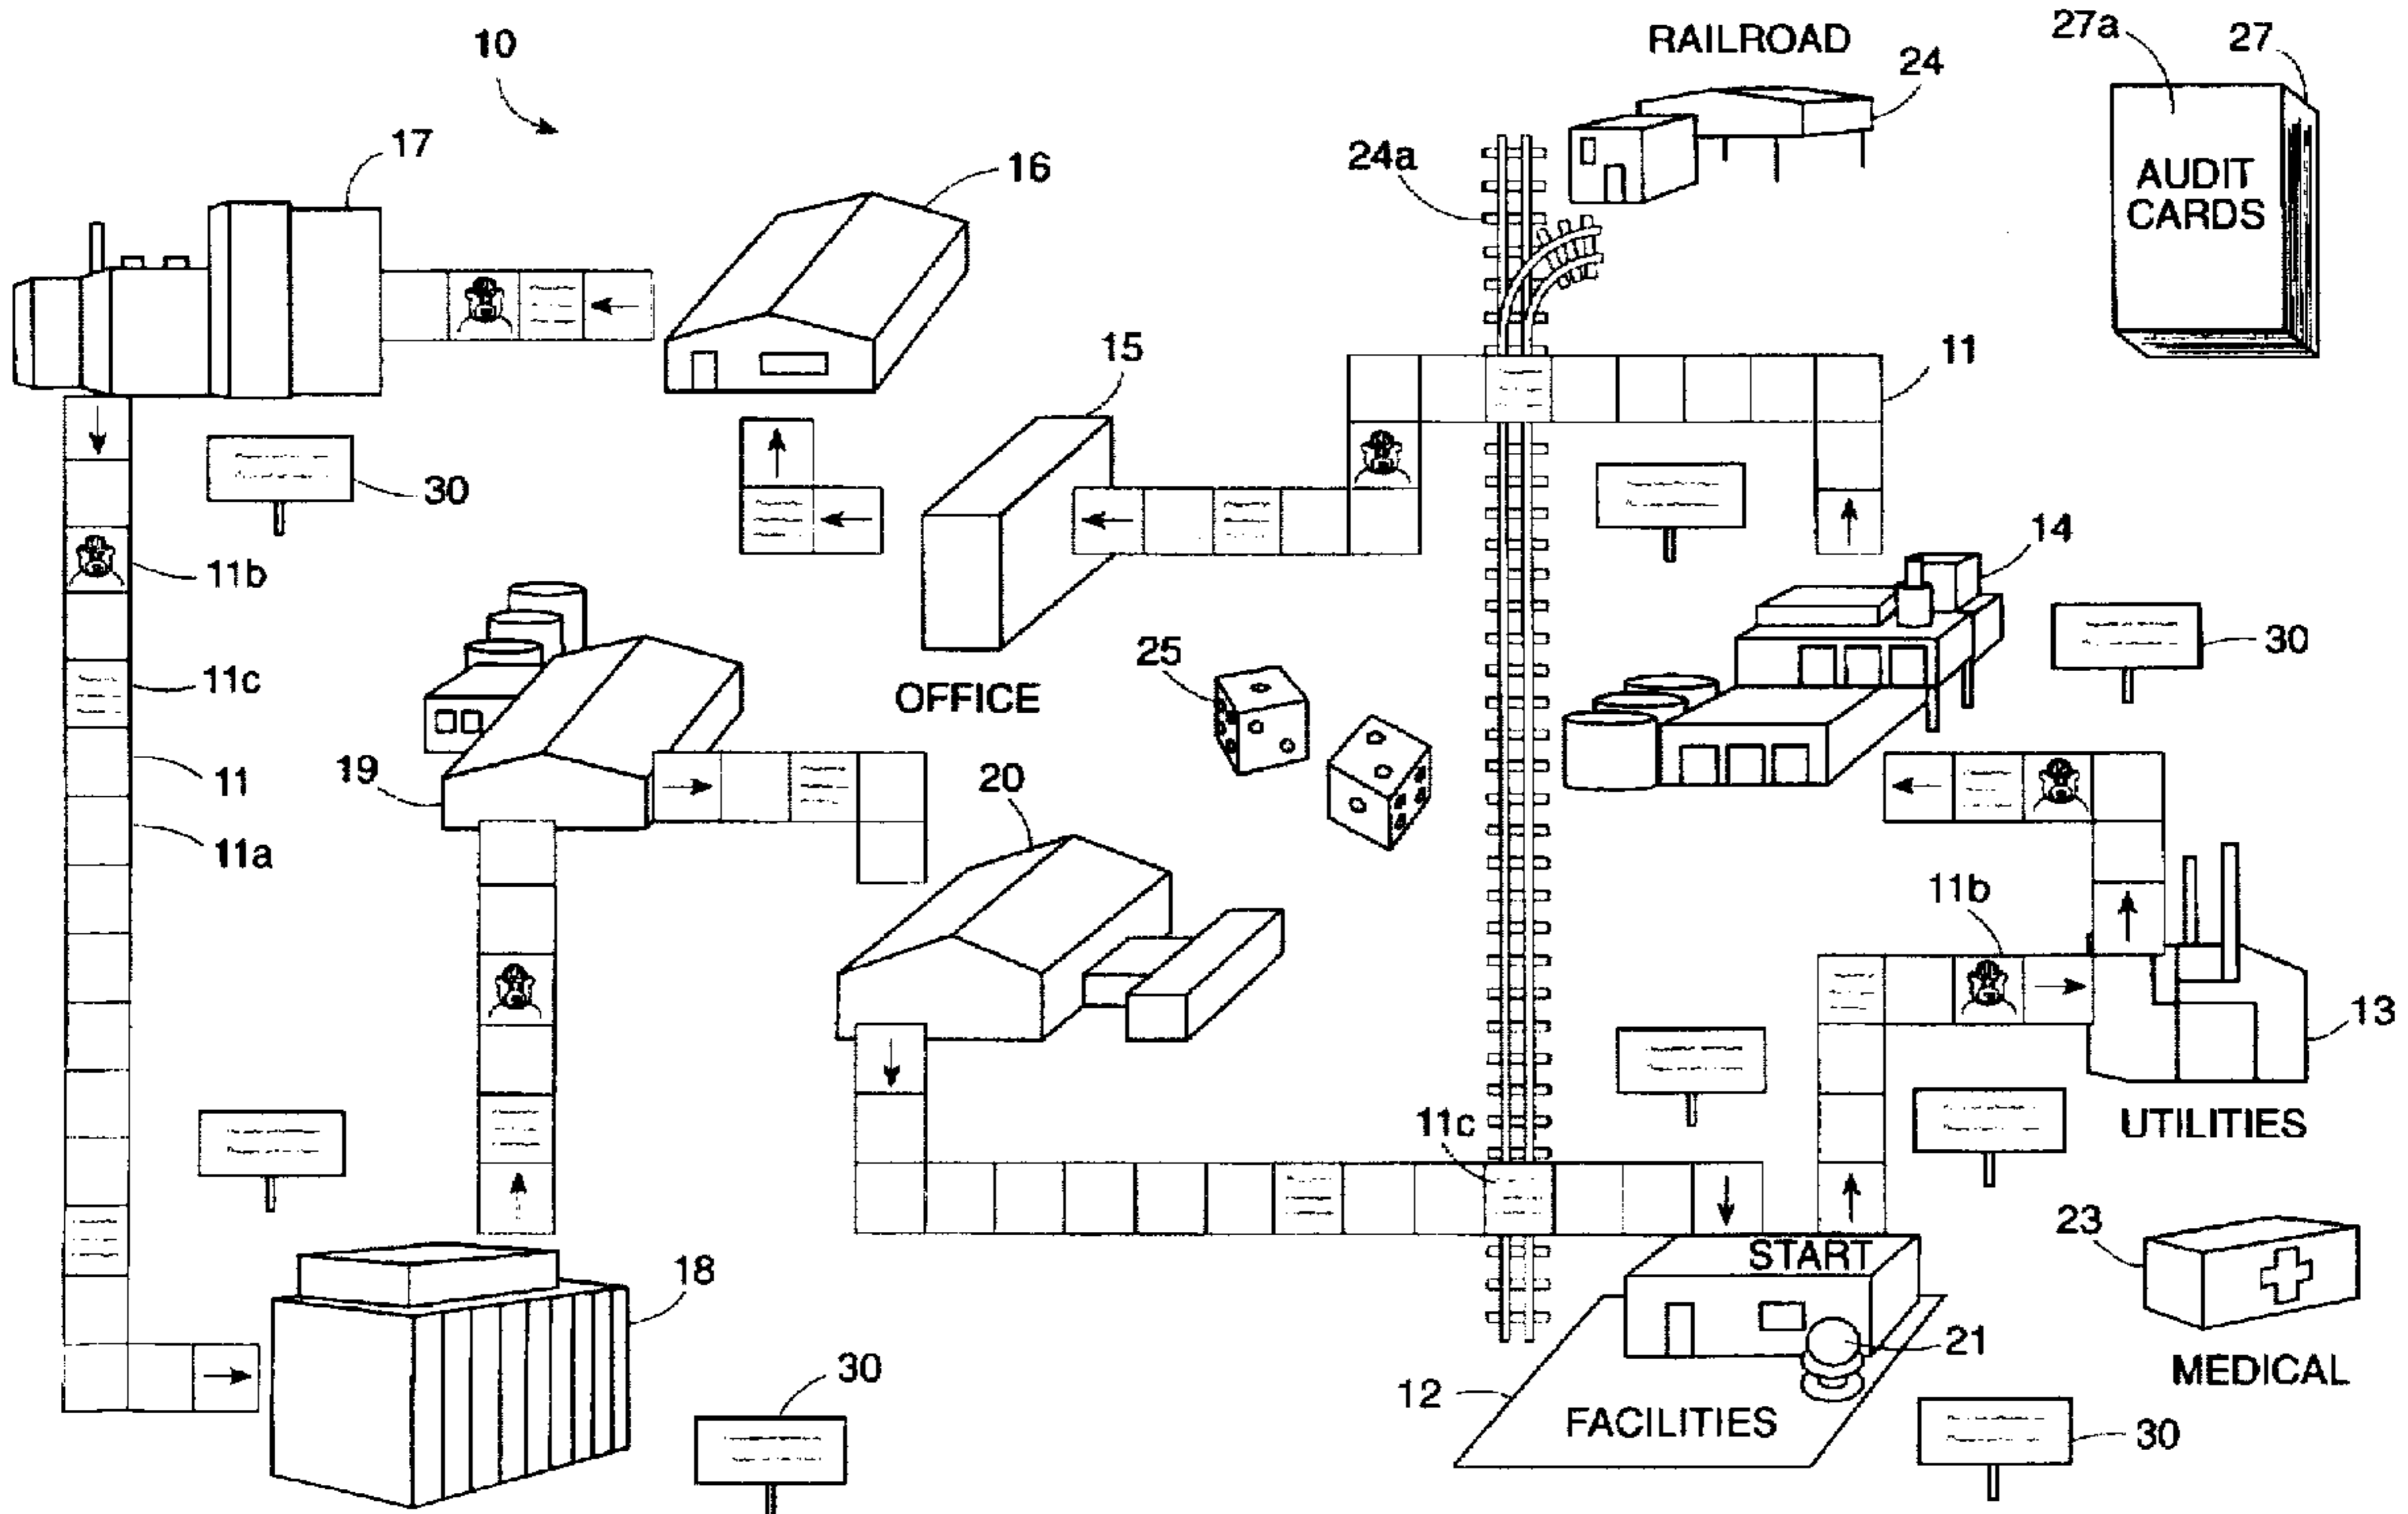 RAILROAD
27a
27
10
24
17
24a
16
AUDIT
CARDS
15
11
30
14
11b
25
30
11c
OFFICE
11
19
20
11a
11b
13
11c
UTILITIES
23
START
18
21
MEDICAL
30
12
FACILITIES
30